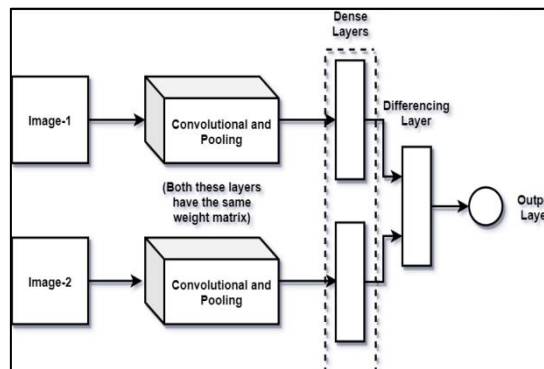 Dense
Layers
Differencing
Layer
Image-1
Convolutional and
Pooling
(Both these layers
have the same
weight matrix)
Outp
Laye
Image-2
Convolutional and
Pooling